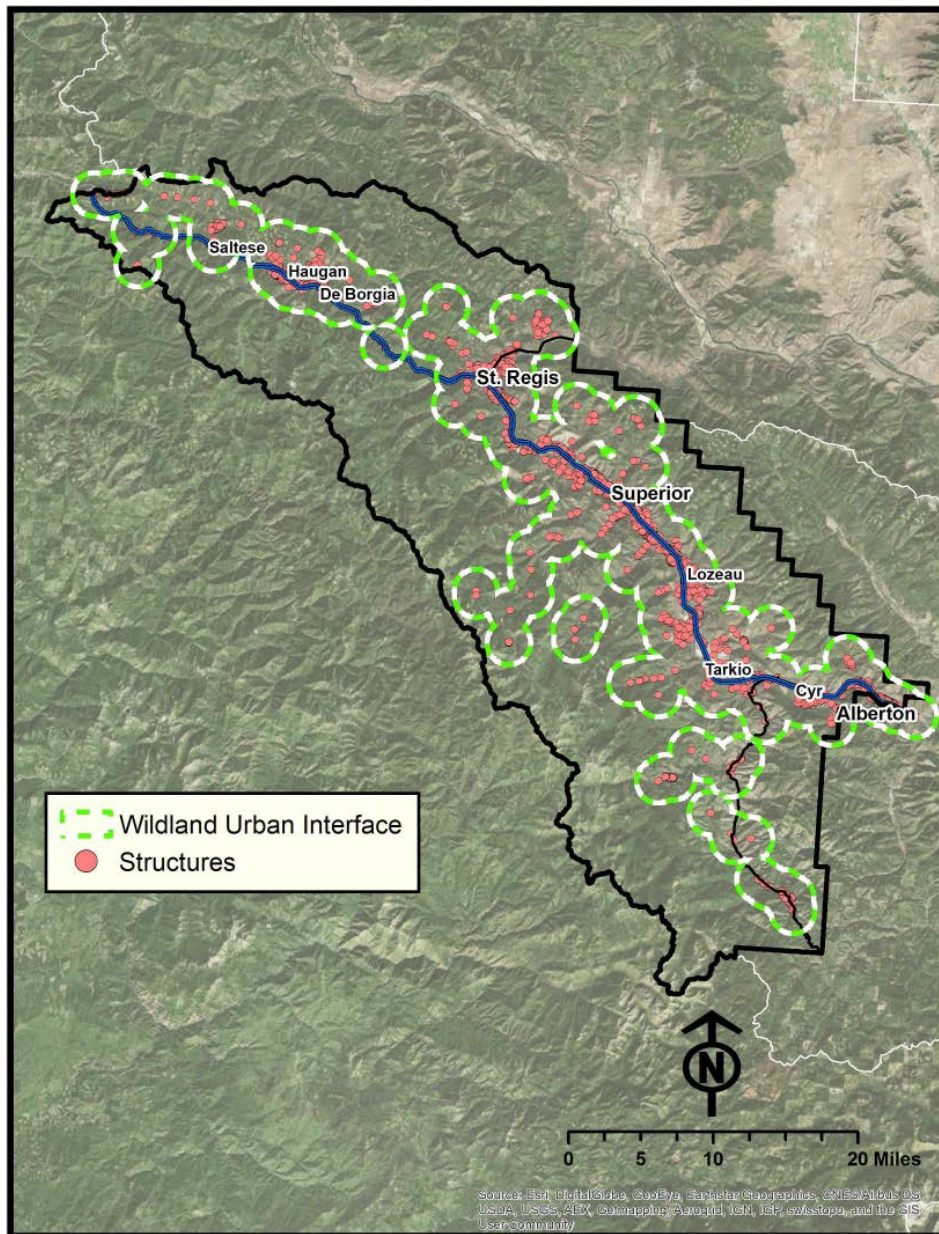 Saltese
Haugan
De Borgia
St. Regis
Superior
Lozeau
Tarkio
Cyr
Alberton
Wildland Urban Interface
Structures
N
0 5 10 20 Miles
Source: Esri, DigitalGlobe, GeoEye, Earthstar Geographics, CNES/Airbus DS,
USDA, USGS, AEX, Getmapping, Aerogrid, IGN, IGP, swisstopo, and the GIS
User Community